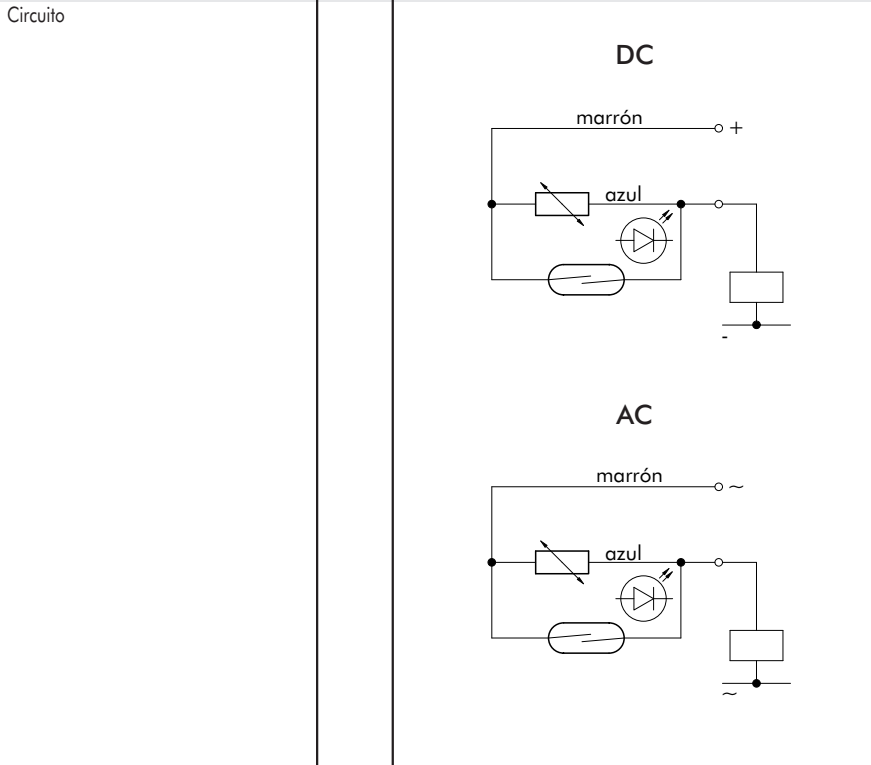 Circuito
DC
marrón
+
azul
-
AC
marrón
~
azul
~